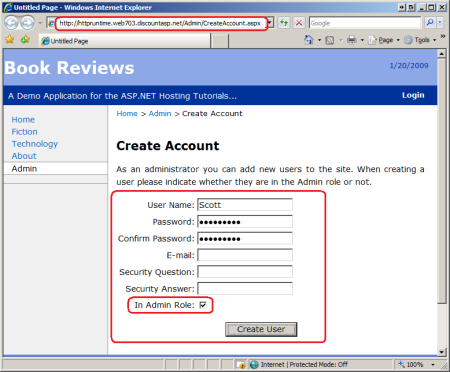 Untitled Page - Windows Internet Explorer
http://httpruntime.web703.discountasp.net/Admin/CreateAccount.aspx
Google
Untitled Page
Page
Tools
Book Reviews
1/20/2009
A Demo Application for the ASP.NET Hosting Tutorials...
Login
Home
Fiction
Technology
About
Admin
Home > Admin > Create Account
Create Account
As an administrator you can add new users to the site. When creating a
user please indicate whether they are in the Admin role or not.
User Name: Scott
Password: •••••••••
Confirm Password: •••••••••
E-mail:
Security Question:
Security Answer:
In Admin Role:
Create User
Internet | Protected Mode: Off
100%